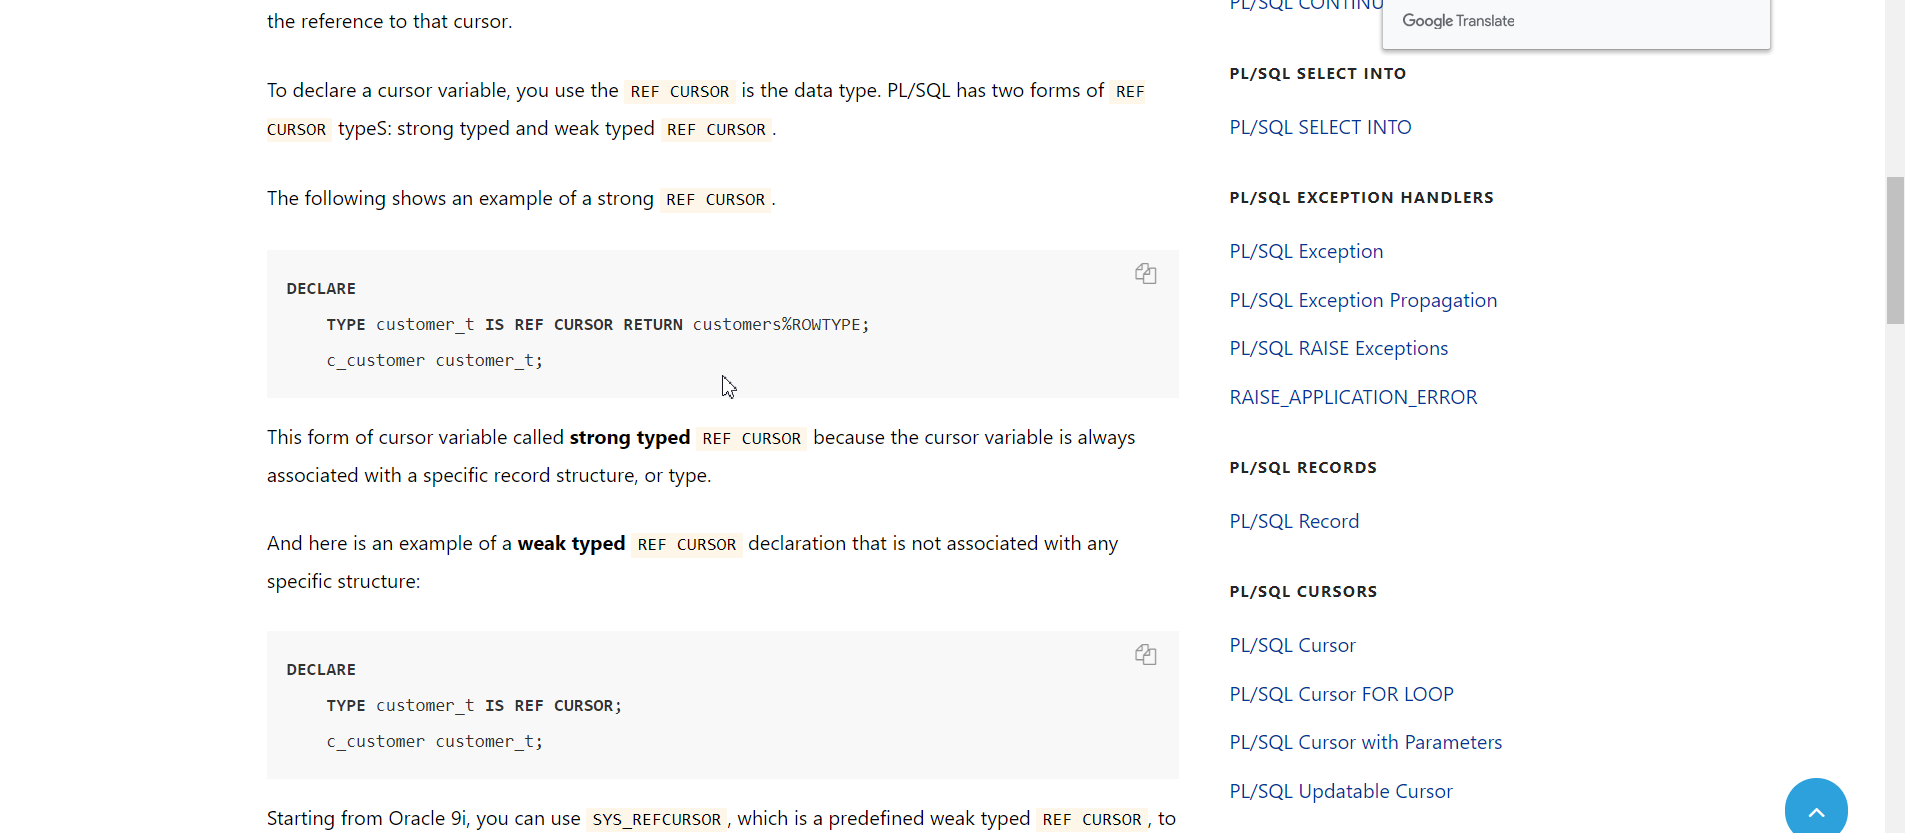 the reference to that cursor.
To declare a cursor variable, you use the REF CURSOR is the data type. PL/SQL has two forms of REF
CURSOR typeS: strong typed and weak typed REF CURSOR .
The following shows an example of a strong REF CURSOR .
DECLARE
    TYPE customer_t IS REF CURSOR RETURN customers%ROWTYPE;
    c_customer customer_t;
This form of cursor variable called strong typed REF CURSOR because the cursor variable is always
associated with a specific record structure, or type.
And here is an example of a weak typed REF CURSOR declaration that is not associated with any
specific structure:
DECLARE
    TYPE customer_t IS REF CURSOR;
    c_customer customer_t;
Starting from Oracle 9i, you can use SYS_REFCURSOR , which is a predefined weak typed REF CURSOR , to
PL/SQL CONTINU
Google Translate
PL/SQL SELECT INTO
PL/SQL SELECT INTO
PL/SQL EXCEPTION HANDLERS
PL/SQL Exception
PL/SQL Exception Propagation
PL/SQL RAISE Exceptions
RAISE_APPLICATION_ERROR
PL/SQL RECORDS
PL/SQL Record
PL/SQL CURSORS
PL/SQL Cursor
PL/SQL Cursor FOR LOOP
PL/SQL Cursor with Parameters
PL/SQL Updatable Cursor